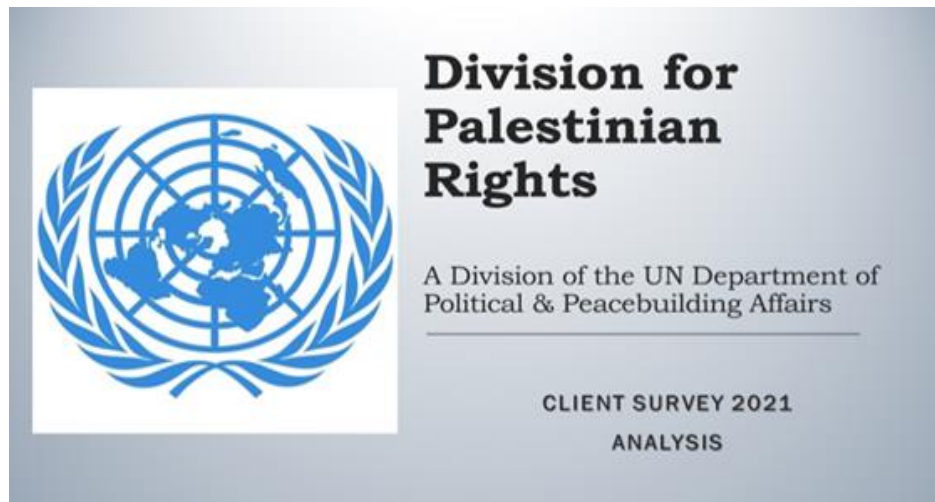 Division for
Palestinian
Rights
A Division of the UN Department of
Political & Peacebuilding Affairs
CLIENT SURVEY 2021
ANALYSIS